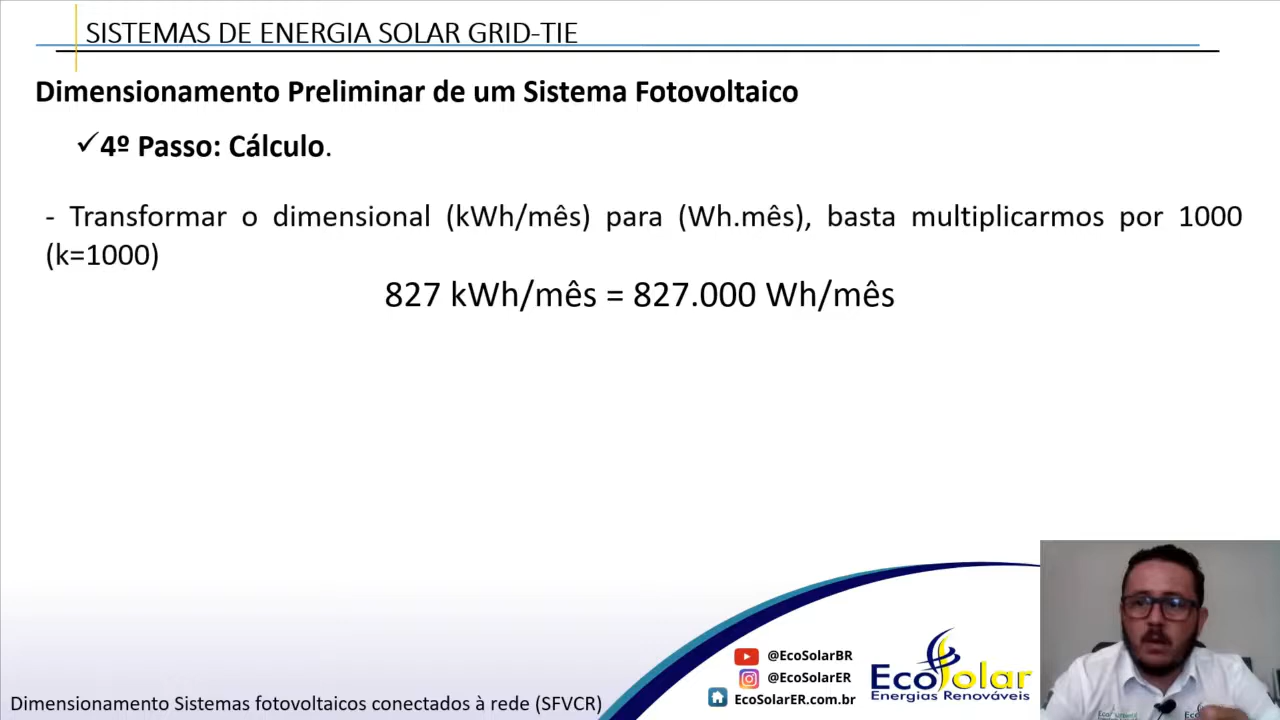 SISTEMAS DE ENERGIA SOLAR GRID-TIE
Dimensionamento Preliminar de um Sistema Fotovoltaico
✓4º Passo: Cálculo.
- Transformar o dimensional (kWh/mês) para (Wh.mês), basta multiplicarmos por 1000
(k=1000)
827 kWh/mês = 827.000 Wh/mês
@EcoSolarBR
@EcoSolarER
EcoSolarER.com.br
EcoSolar
Energias Renováveis
Dimensionamento Sistemas fotovoltaicos conectados à rede (SFVCR)